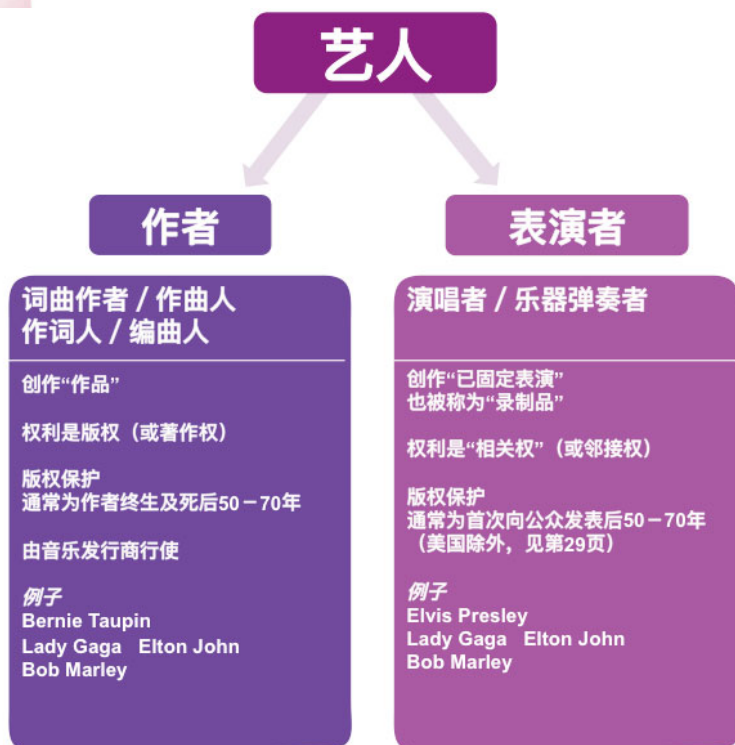 艺人
作者
词曲作者 / 作曲人
作词人 / 编曲人
创作“作品”
权利是版权（或著作权）
版权保护
通常为作者终生及死后50－70年
由音乐发行商行使
例子
Bernie Taupin
Lady Gaga Elton John
Bob Marley
表演者
演唱者 / 乐器弹奏者
创作“已固定表演”
也被称为“录制品”
权利是“相关权”（或邻接权）
版权保护
通常为首次向公众发表后50－70年
（美国除外，见第29页）
例子
Elvis Presley
Lady Gaga Elton John
Bob Marley